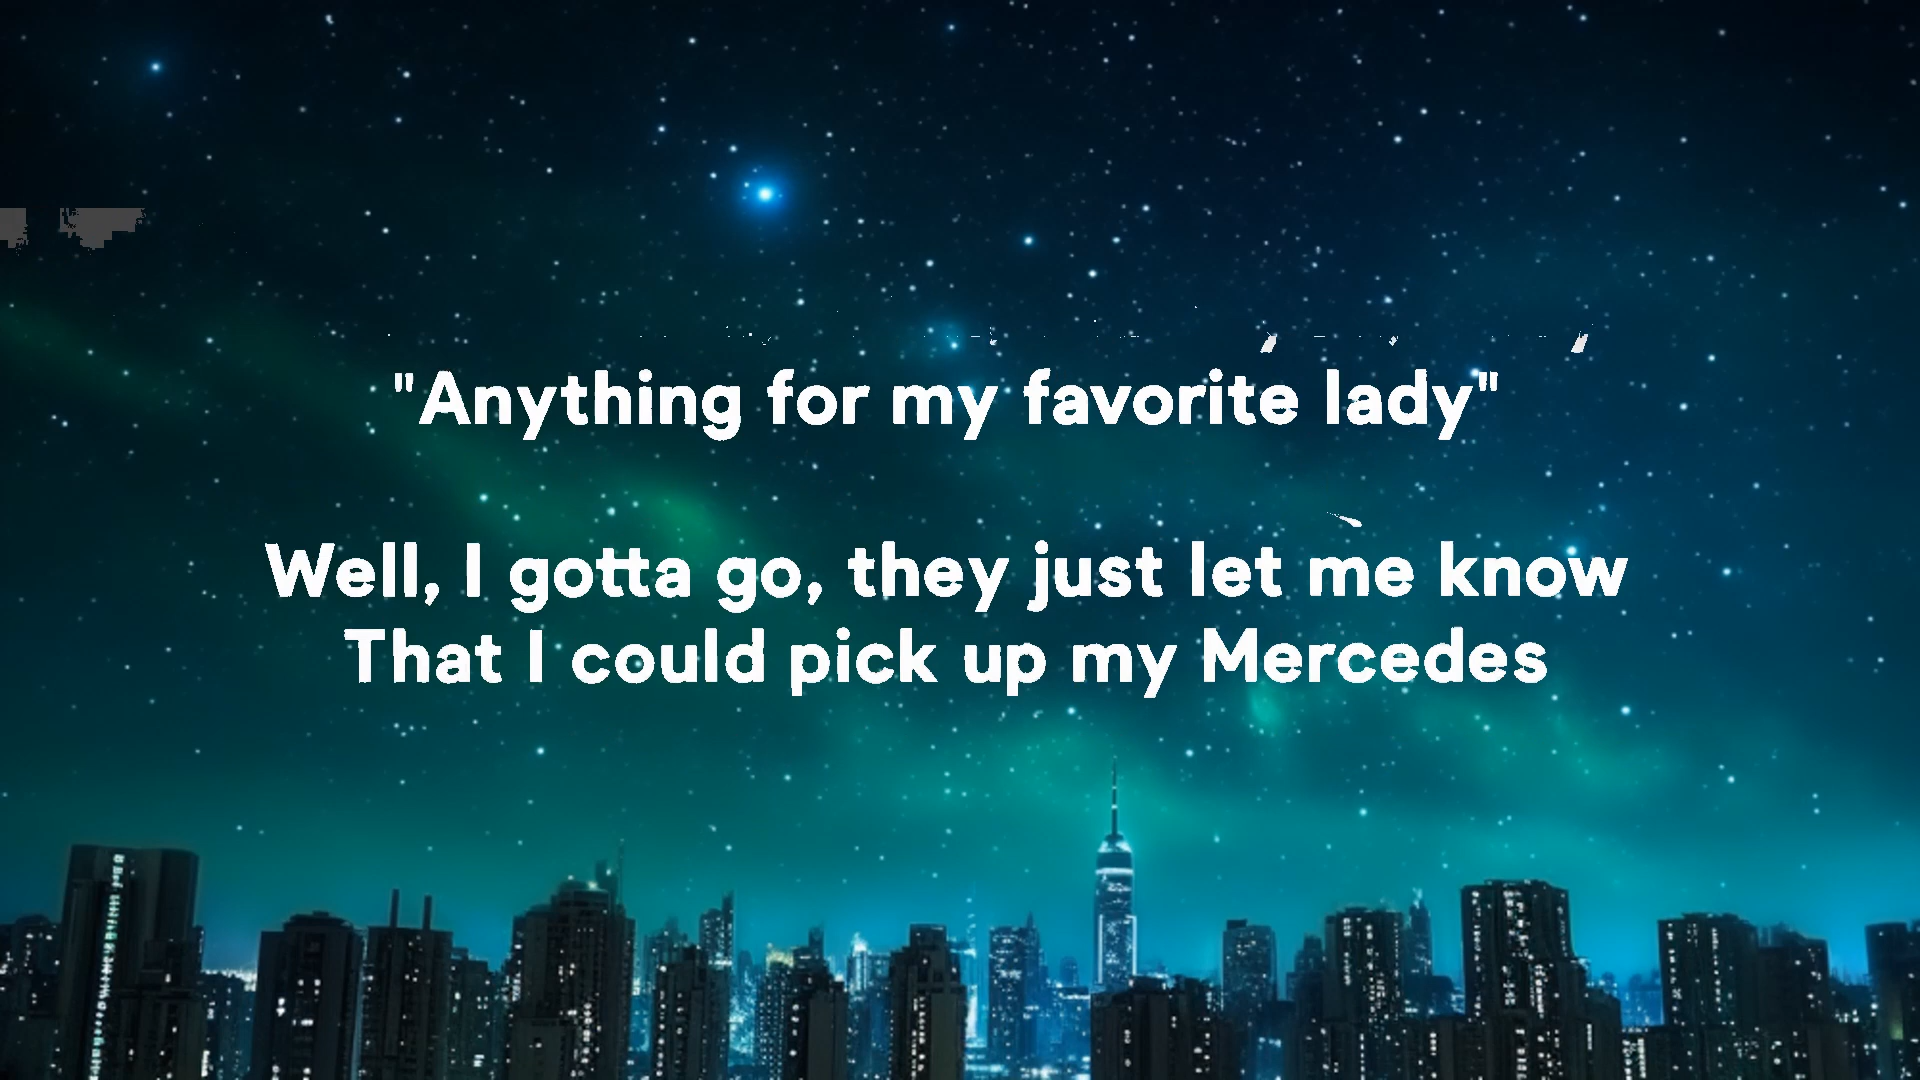 "Anything for my favorite lady"
Well, I gotta go, they just let me know
That I could pick up my Mercedes